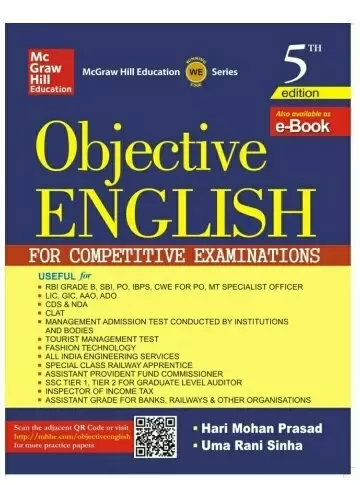 Mc
Graw
Hill
Education
McGraw Hill Education
WINNING
WE
EDGE
Series
5TH
edition
Also available as
e-Book
Objective
ENGLISH
FOR COMPETITIVE EXAMINATIONS
USEFUL for
• RBI GRADE B, SBI, PO, IBPS, CWE FOR PO, MT SPECIALIST OFFICER
• LIC, GIC, AAO, ADO
• CDS & NDA
• CLAT
• MANAGEMENT ADMISSION TEST CONDUCTED BY INSTITUTIONS
AND BODIES
• TOURIST MANAGEMENT TEST
• FASHION TECHNOLOGY
• ALL INDIA ENGINEERING SERVICES
• SPECIAL CLASS RAILWAY APPRENTICE
• ASSISTANT PROVIDENT FUND COMMISSIONER
• SSC TIER 1, TIER 2 FOR GRADUATE LEVEL AUDITOR
• INSPECTOR OF INCOME TAX
• ASSISTANT GRADE FOR BANKS, RAILWAYS & OTHER ORGANISATIONS
Scan the adjacent QR Code or visit
http://mhhe.com/objectiveenglish
for more practice papers
• Hari Mohan Prasad
• Uma Rani Sinha